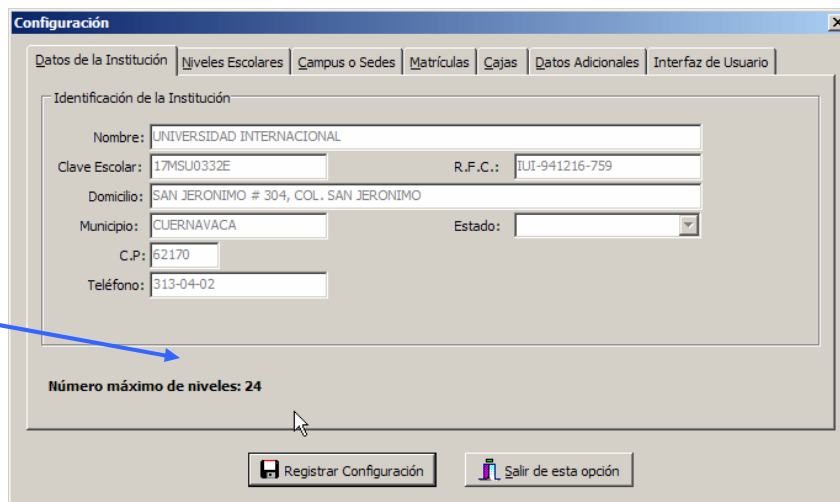 Configuración
Datos de la Institución Niveles Escolares Campus o Sedes Matrículas Cajas Datos Adicionales Interfaz de Usuario
Identificación de la Institución
Nombre: UNIVERSIDAD INTERNACIONAL
Clave Escolar: 17MSU0332E R.F.C.: IUI-941216-759
Domicilio: SAN JERONIMO # 304, COL. SAN JERONIMO
Municipio: CUERNAVACA Estado:
C.P: 62170
Teléfono: 313-04-02
Número máximo de niveles: 24
Registrar Configuración Salir de esta opción